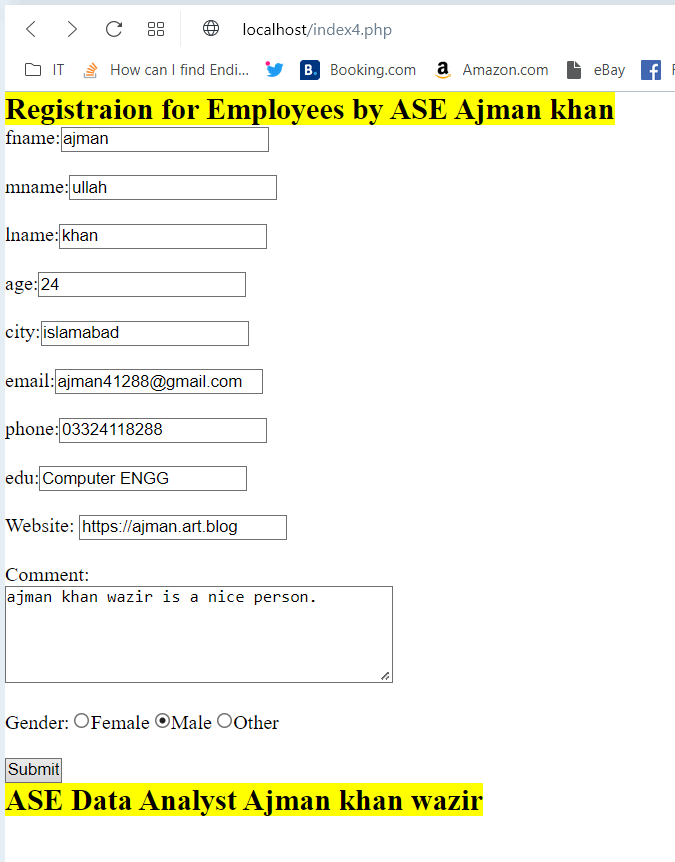 localhost/index4.php
IT How can I find Endi... B. Booking.com a Amazon.com eBay f
Registraion for Employees by ASE Ajman khan
fname:ajman
mname:ullah
lname:khan
age:24
city:islamabad
email:ajman41288@gmail.com
phone:03324118288
edu:Computer ENGG
Website: https://ajman.art.blog
Comment:
ajman khan wazir is a nice person.
Gender: Female Male Other
Submit
ASE Data Analyst Ajman khan wazir